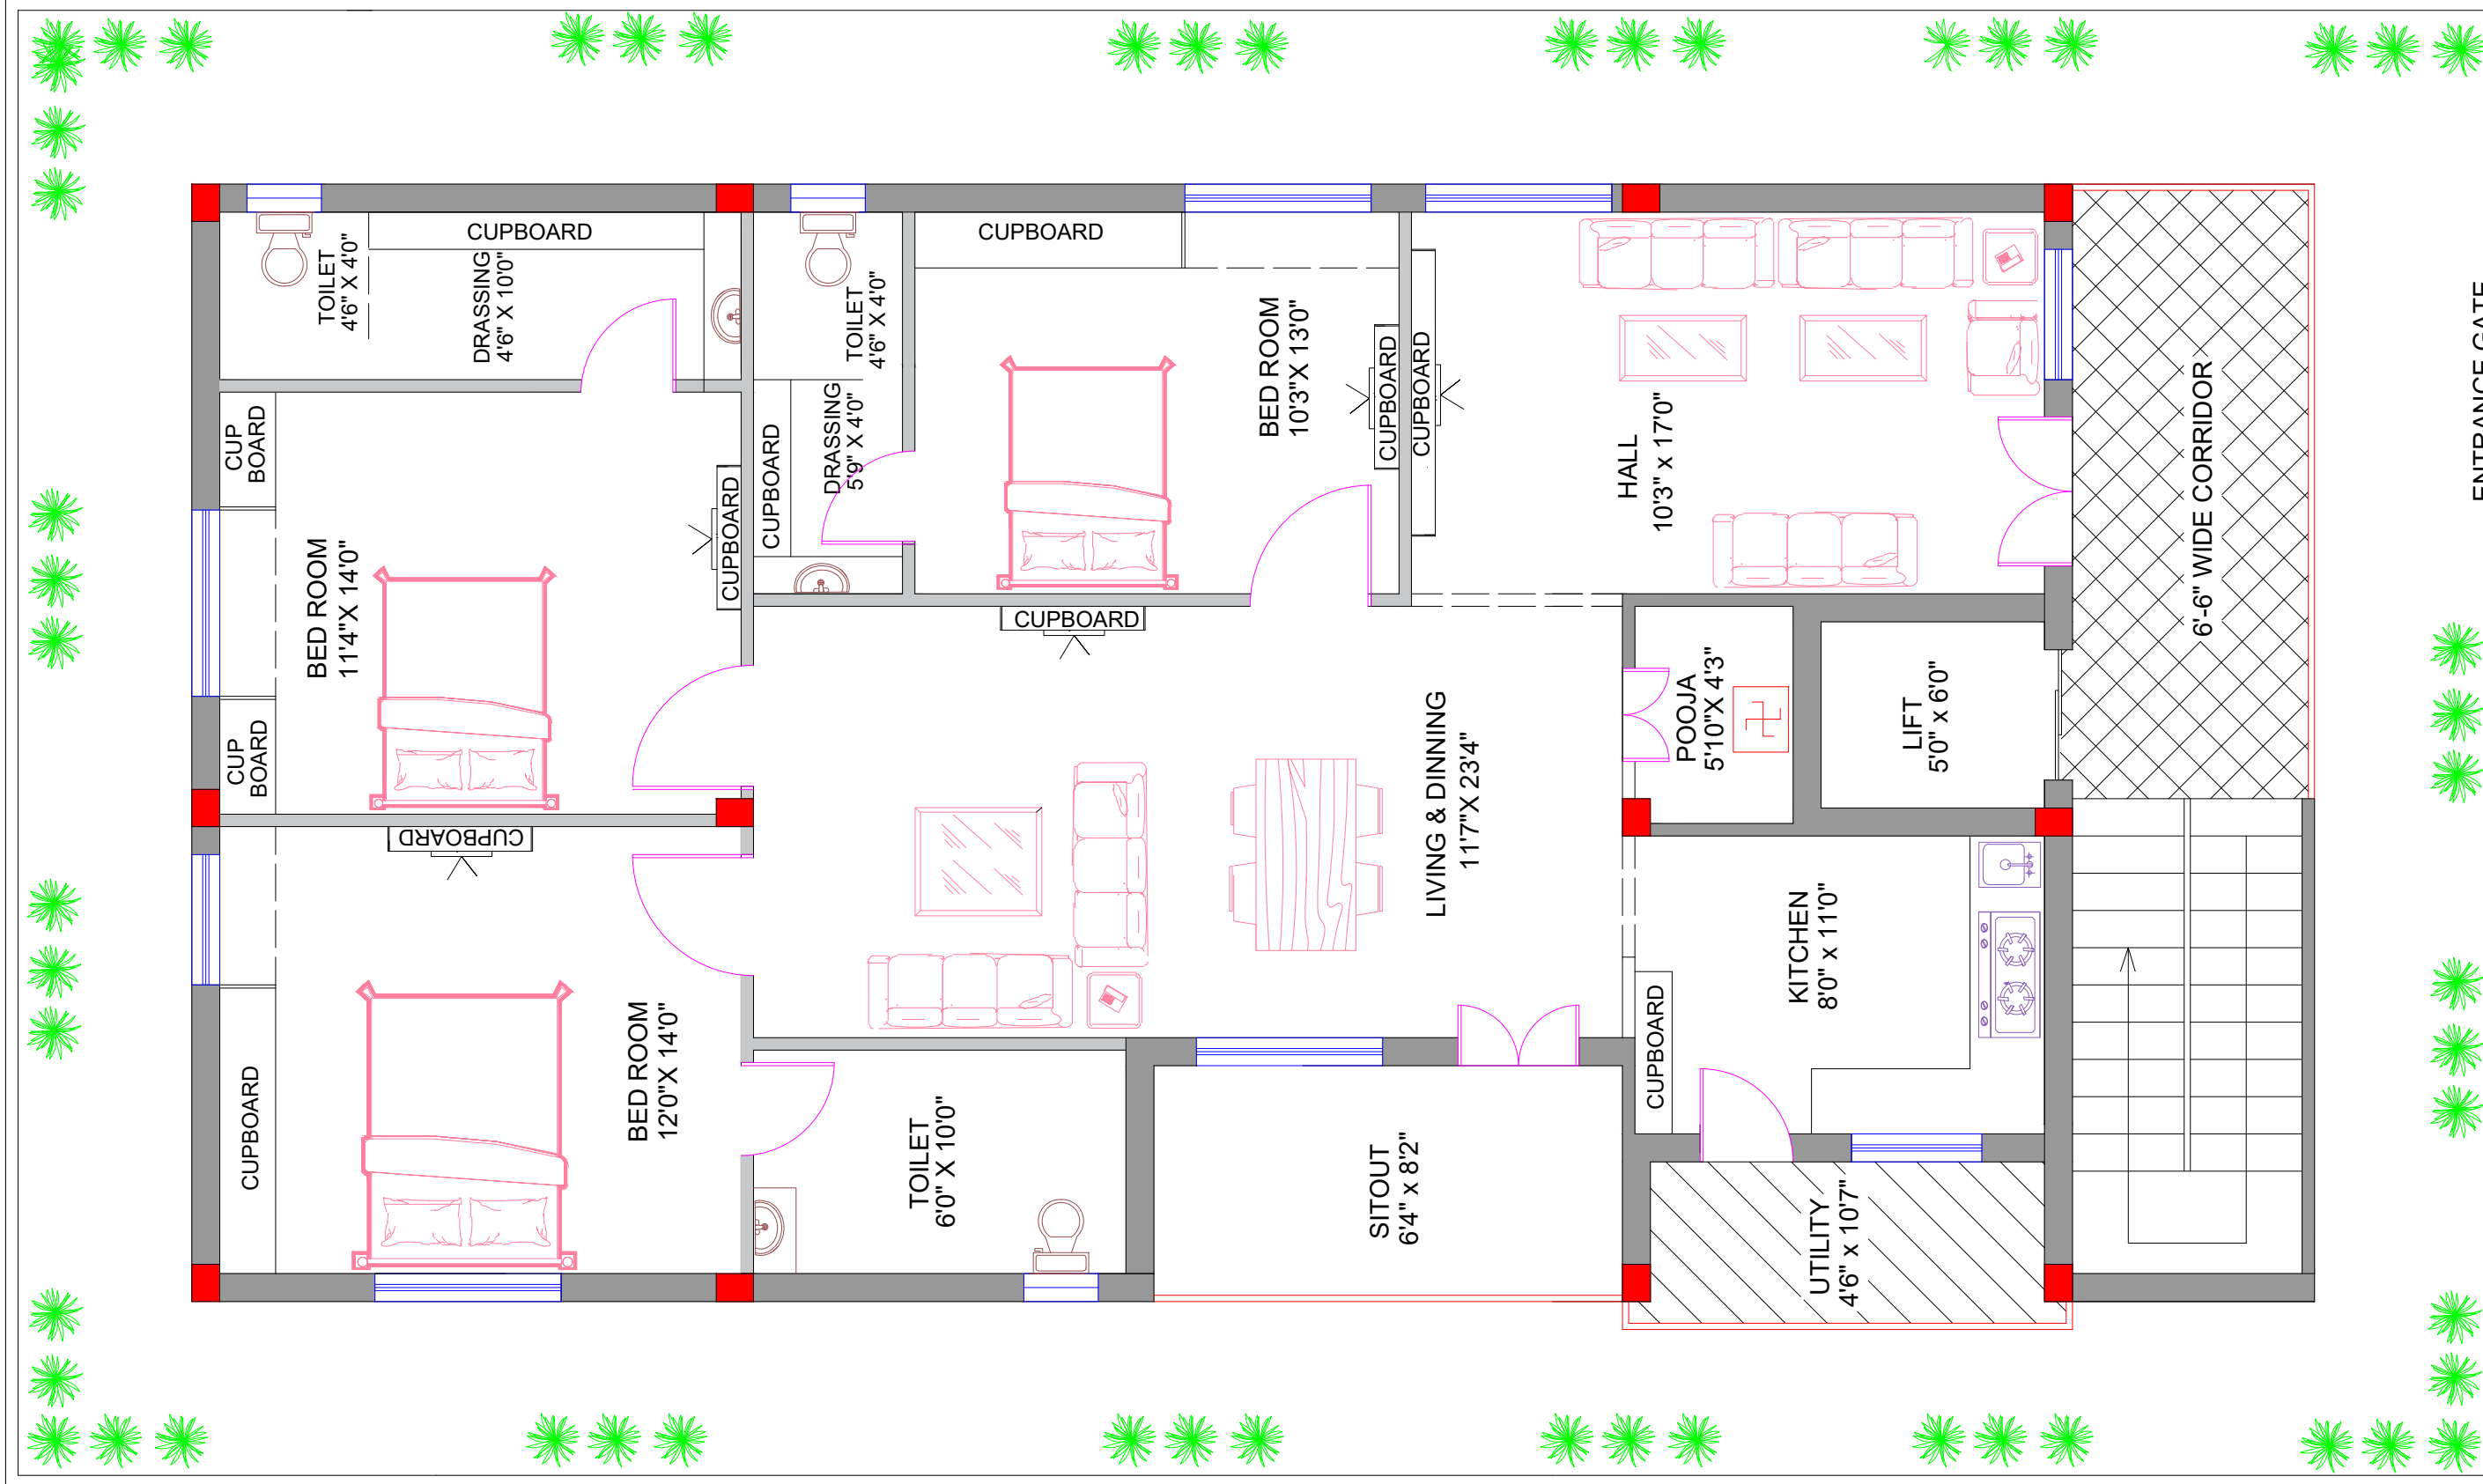 TOILET
4'6" X 4'0"
CUPBOARD
DRASSING
4'6" X 10'0"
TOILET
4'6" X 4'0"
CUPBOARD
BED ROOM
10'3"X 13'0"
CUPBOARD
CUPBOARD
HALL
10'3" x 17'0"
6'-6" WIDE CORRIDOR
ENTRANCE GATE
CUP
BOARD
BED ROOM
11'4"X 14'0"
CUPBOARD
CUPBOARD
DRASSING
5'9" X 4'0"
CUP
BOARD
CUPBOARD
LIVING & DINNING
11'7"X 23'4"
POOJA
5'10"X 4'3"
LIFT
5'0" x 6'0"
CUPBOARD
CUPBOARD
BED ROOM
12'0"X 14'0"
TOILET
6'0" X 10'0"
SITOUT
6'4" x 8'2"
CUPBOARD
KITCHEN
8'0" x 11'0"
UTILITY
4'6" x 10'7"